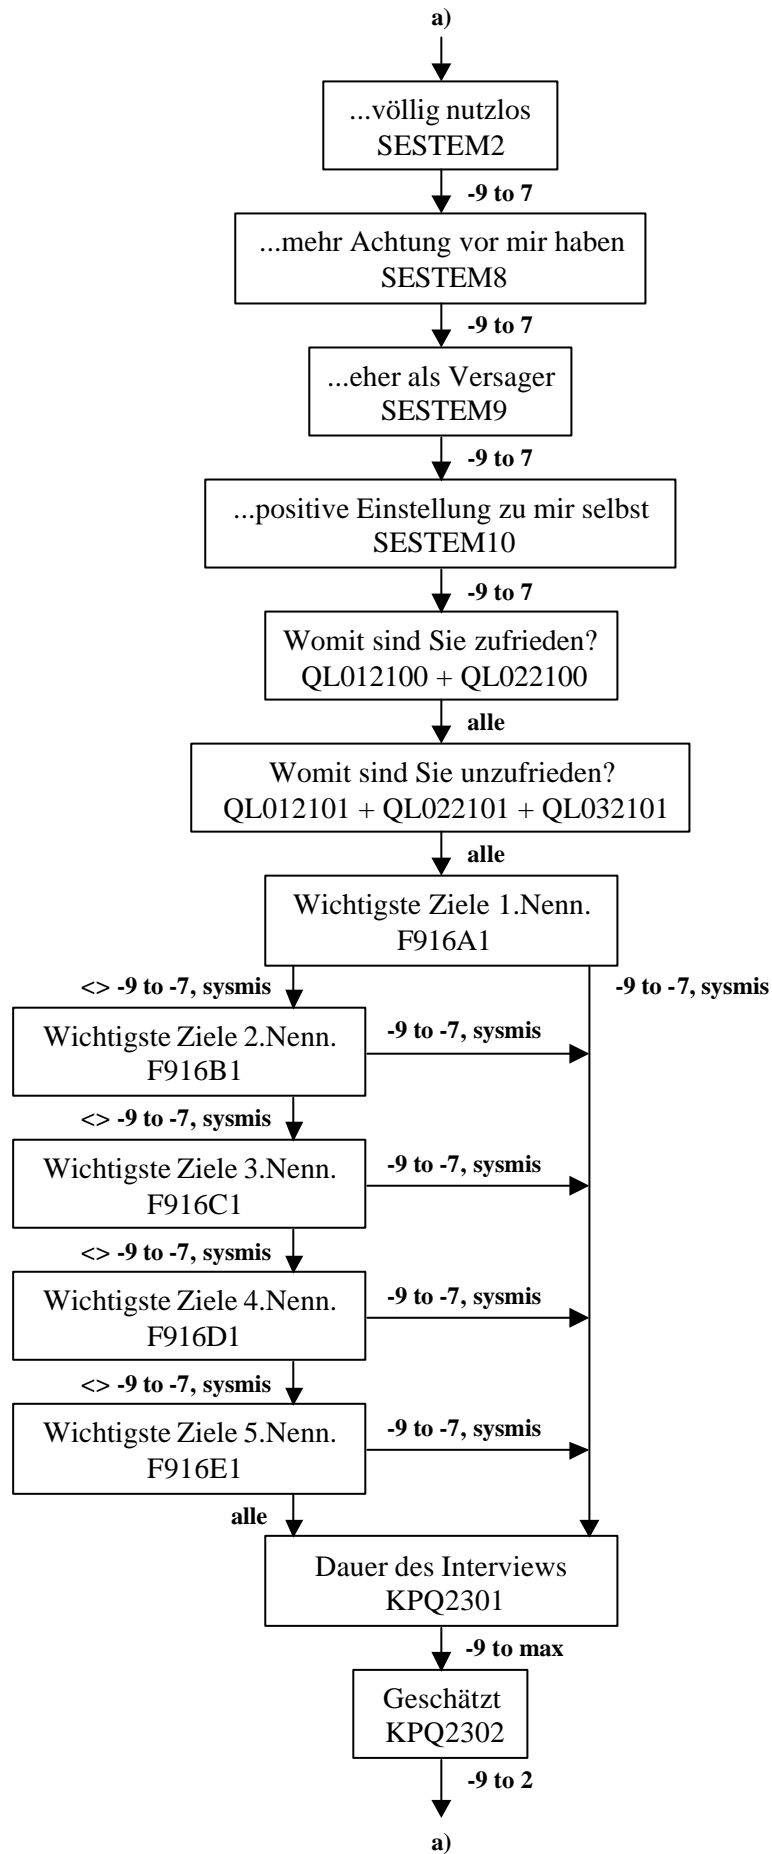 a)
...völlig nutzlos
SESTEM2
-9 to 7
...mehr Achtung vor mir haben
SESTEM8
-9 to 7
...eher als Versager
SESTEM9
-9 to 7
...positive Einstellung zu mir selbst
SESTEM10
-9 to 7
Womit sind Sie zufrieden?
QL012100 + QL022100
alle
Womit sind Sie unzufrieden?
QL012101 + QL022101 + QL032101
alle
Wichtigste Ziele 1.Nenn.
F916A1
<> -9 to -7, sysmis
-9 to -7, sysmis
Wichtigste Ziele 2.Nenn.
F916B1
-9 to -7, sysmis
<> -9 to -7, sysmis
Wichtigste Ziele 3.Nenn.
F916C1
-9 to -7, sysmis
<> -9 to -7, sysmis
Wichtigste Ziele 4.Nenn.
F916D1
-9 to -7, sysmis
<> -9 to -7, sysmis
Wichtigste Ziele 5.Nenn.
F916E1
-9 to -7, sysmis
alle
Dauer des Interviews
KPQ2301
-9 to max
Geschätzt
KPQ2302
-9 to 2
a)